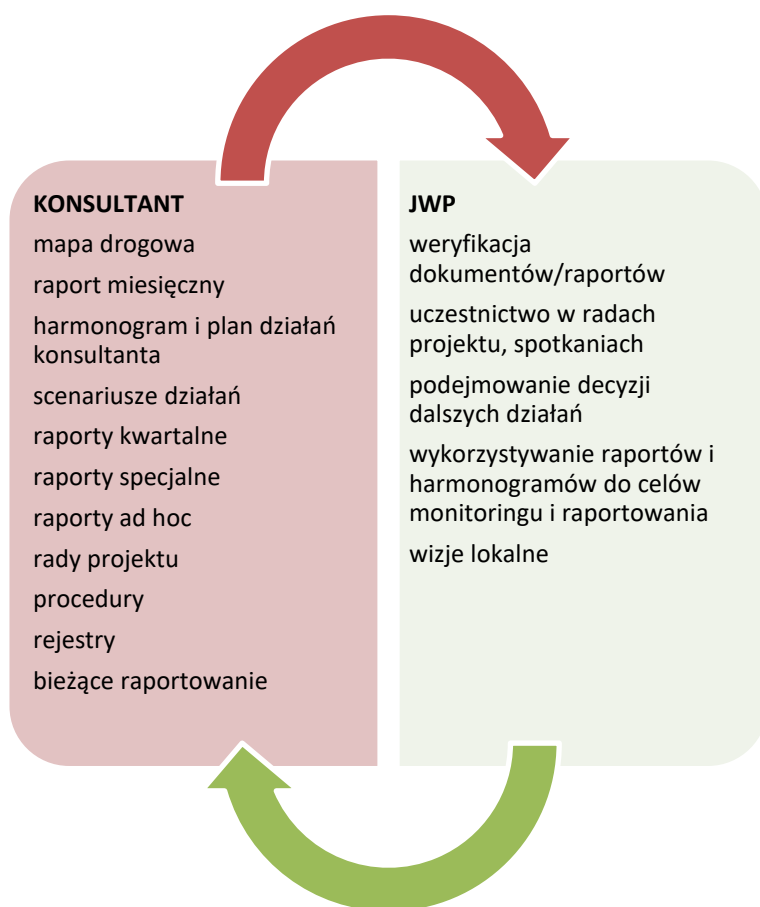 KONSULTANT
mapa drogowa
raport miesięczny
harmonogram i plan działań
konsultanta
scenariusze działań
raporty kwartalne
raporty specjalne
raporty ad hoc
rady projektu
procedury
rejestry
bieżące raportowanie
JWP
weryfikacja
dokumentów/raportów
uczestnictwo w radach
projektu, spotkaniach
podejmowanie decyzji
dalszych działań
wykorzystywanie raportów i
harmonogramów do celów
monitoringu i raportowania
wizje lokalne